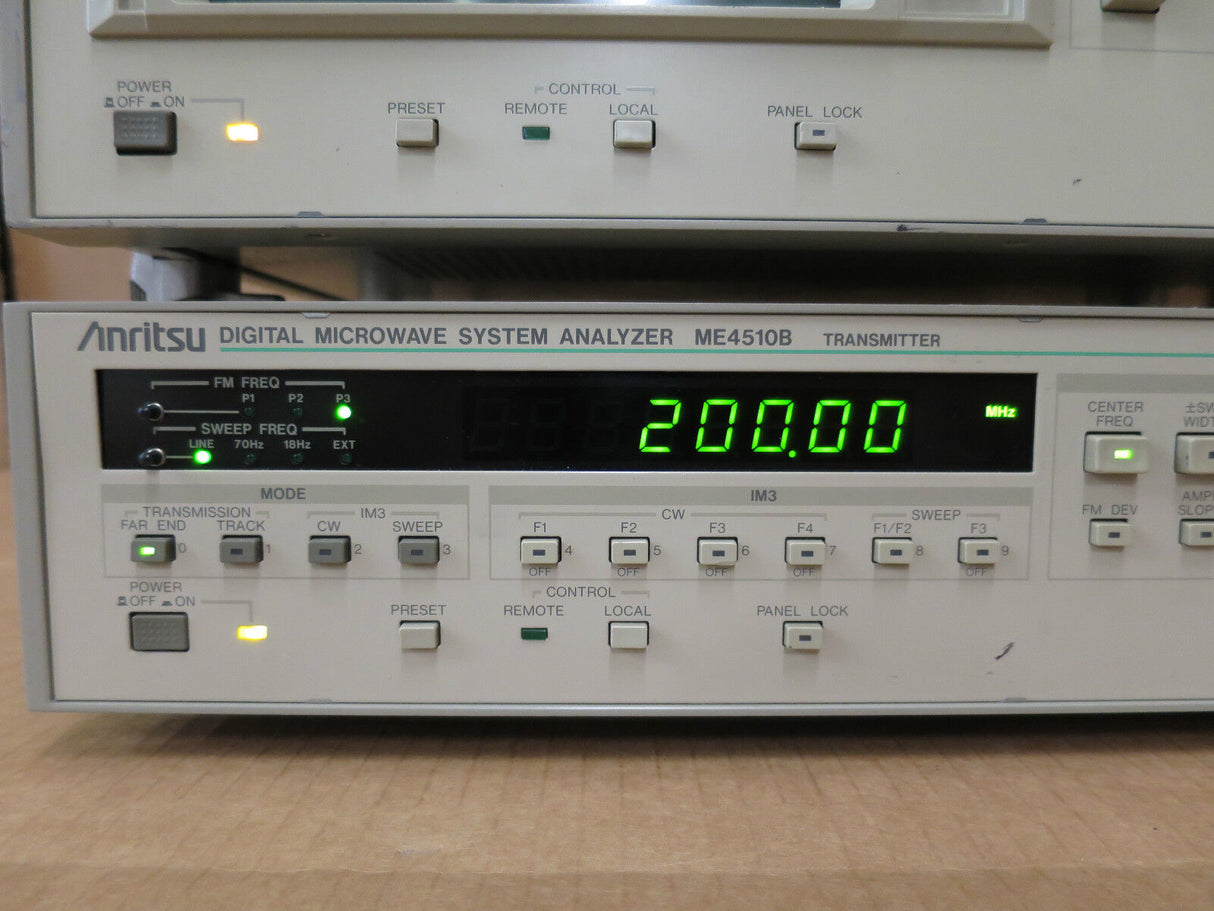 POWER
OFF ON
PRESET
CONTROL
REMOTE LOCAL
PANEL LOCK
Anritsu DIGITAL MICROWAVE SYSTEM ANALYZER ME4510B TRANSMITTER
FM FREQ
P1 P2 P3
SWEEP FREQ
LINE 70Hz 18Hz EXT
200.00 MHz
CENTER
FREQ
±SW
WIDT
MODE
TRANSMISSION IM3
FAR END TRACK CW SWEEP
0 1 2 3
IM3
CW SWEEP
F1 F2 F3 F4 F1/F2 F3
4 5 6 7 8 9
OFF OFF OFF OFF OFF
FM DEV
AMPL
SLOP
POWER
OFF ON
PRESET
CONTROL
REMOTE LOCAL
PANEL LOCK